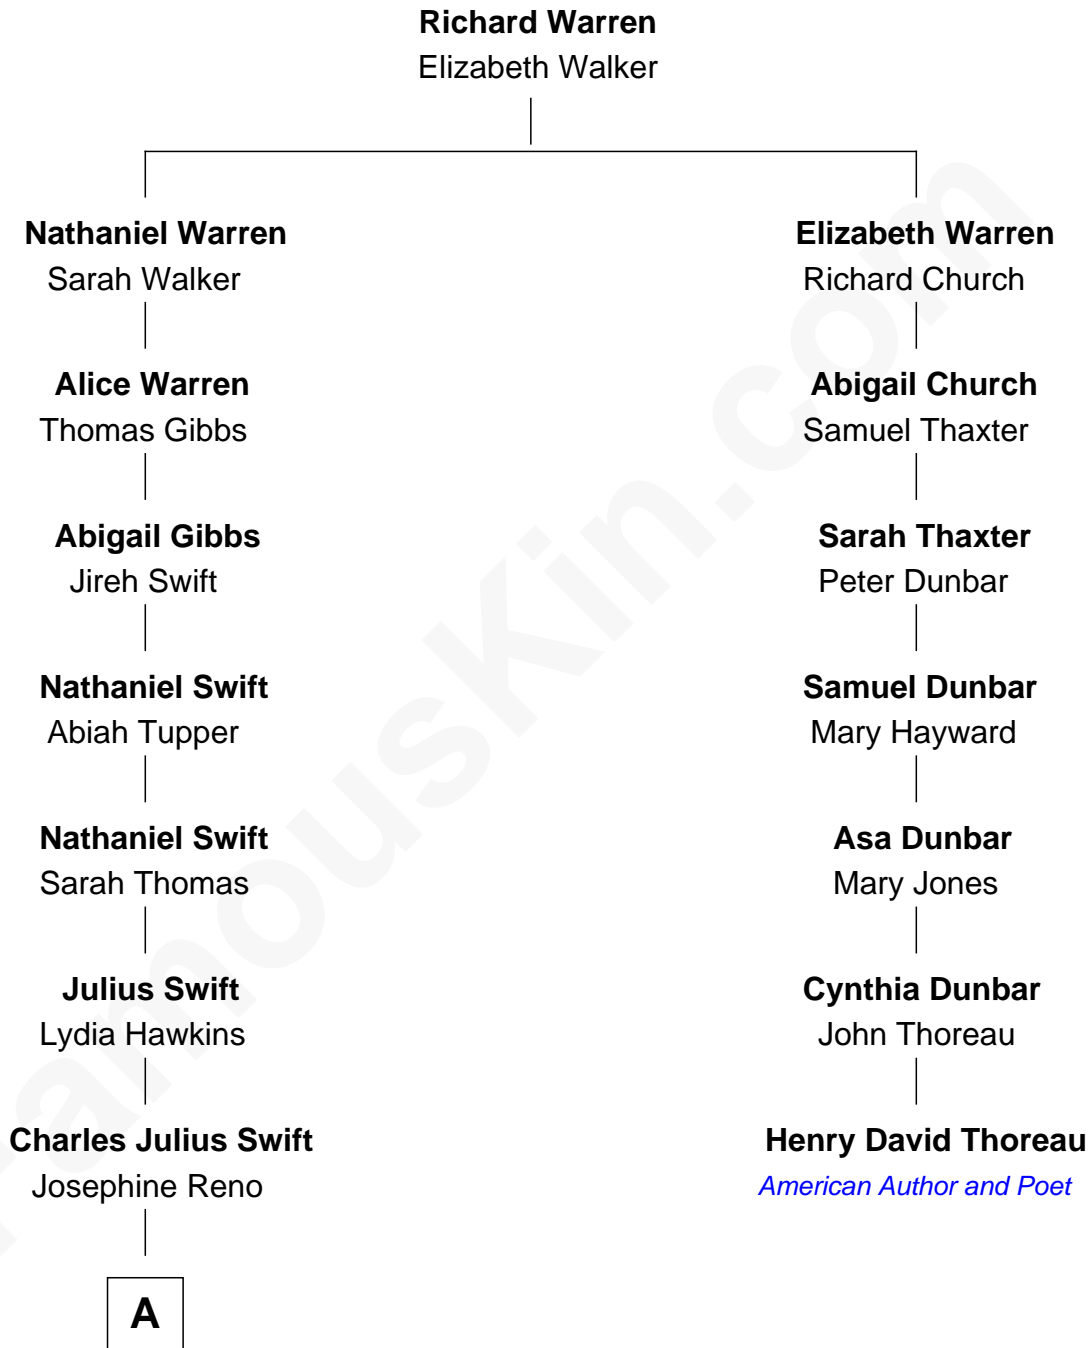 Richard Warren
Elizabeth Walker
Nathaniel Warren
Sarah Walker
Alice Warren
Thomas Gibbs
Abigail Gibbs
Jireh Swift
Nathaniel Swift
Abiah Tupper
Nathaniel Swift
Sarah Thomas
Julius Swift
Lydia Hawkins
Charles Julius Swift
Josephine Reno
A
Elizabeth Warren
Richard Church
Abigail Church
Samuel Thaxter
Sarah Thaxter
Peter Dunbar
Samuel Dunbar
Mary Hayward
Asa Dunbar
Mary Jones
Cynthia Dunbar
John Thoreau
Henry David Thoreau
American Author and Poet
FamousKin.com